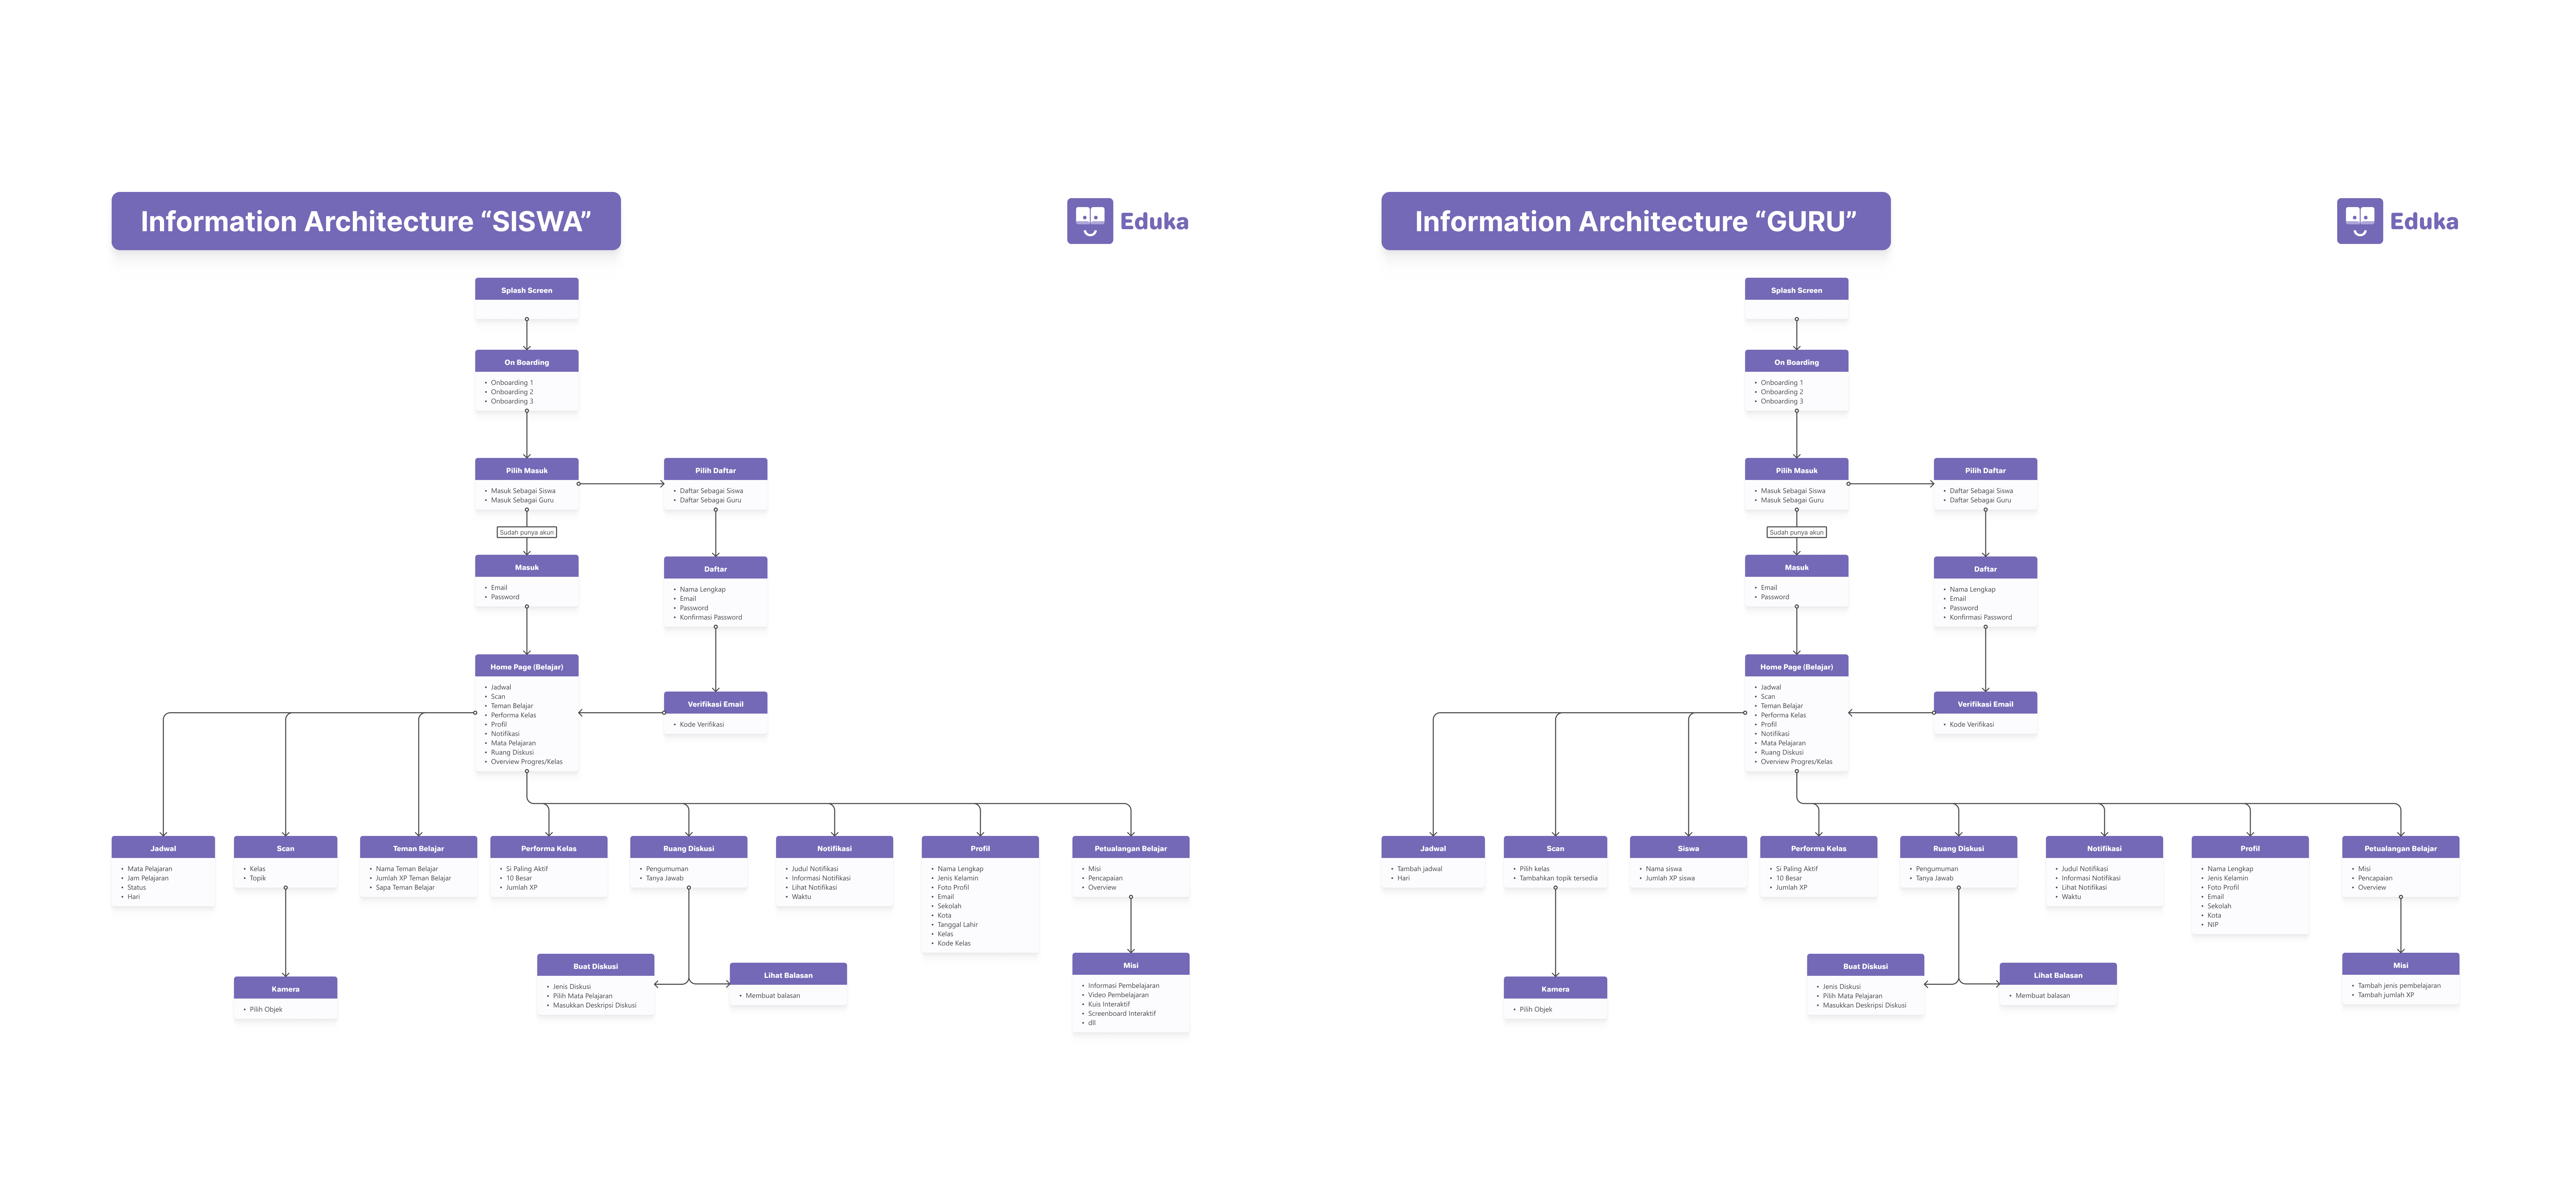 Information Architecture “SISWA”
Eduka
Splash Screen
On Boarding
• Onboarding 1
• Onboarding 2
• Onboarding 3
Pilih Masuk
• Masuk Sebagai Siswa
• Masuk Sebagai Guru
Pilih Daftar
• Daftar Sebagai Siswa
• Daftar Sebagai Guru
Sudah punya akun
Masuk
• Email
• Password
Daftar
• Nama Lengkap
• Email
• Password
• Konfirmasi Password
Home Page (Belajar)
• Jadwal
• Scan
• Teman Belajar
• Performa Kelas
• Profil
• Notifikasi
• Mata Pelajaran
• Ruang Diskusi
• Overview Progres/Kelas
Verifikasi Email
• Kode Verifikasi
Jadwal
• Mata Pelajaran
• Jam Pelajaran
• Status
• Hari
Scan
• Kelas
• Topik
Teman Belajar
• Nama Teman Belajar
• Jumlah XP Teman Belajar
• Sapa Teman Belajar
Performa Kelas
• Si Paling Aktif
• 10 Besar
• Jumlah XP
Ruang Diskusi
• Pengumuman
• Tanya Jawab
Notifikasi
• Judul Notifikasi
• Informasi Notifikasi
• Lihat Notifikasi
• Waktu
Profil
• Nama Lengkap
• Jenis Kelamin
• Foto Profil
• Email
• Sekolah
• Kota
• Tanggal Lahir
• Kelas
• Kode Kelas
Petualangan Belajar
• Misi
• Pencapaian
• Overview
Kamera
• Pilih Objek
Buat Diskusi
• Jenis Diskusi
• Pilih Mata Pelajaran
• Masukkan Deskripsi Diskusi
Lihat Balasan
• Membuat balasan
Misi
• Informasi Pembelajaran
• Video Pembelajaran
• Kuis Interaktif
• Screenboard Interaktif
• dll
Information Architecture “GURU”
Eduka
Splash Screen
On Boarding
• Onboarding 1
• Onboarding 2
• Onboarding 3
Pilih Masuk
• Masuk Sebagai Siswa
• Masuk Sebagai Guru
Pilih Daftar
• Daftar Sebagai Siswa
• Daftar Sebagai Guru
Sudah punya akun
Masuk
• Email
• Password
Daftar
• Nama Lengkap
• Email
• Password
• Konfirmasi Password
Home Page (Belajar)
• Jadwal
• Scan
• Teman Belajar
• Performa Kelas
• Profil
• Notifikasi
• Mata Pelajaran
• Ruang Diskusi
• Overview Progres/Kelas
Verifikasi Email
• Kode Verifikasi
Jadwal
• Tambah jadwal
• Hari
Scan
• Pilih kelas
• Tambahkan topik tersedia
Siswa
• Nama siswa
• Jumlah XP siswa
Performa Kelas
• Si Paling Aktif
• 10 Besar
• Jumlah XP
Ruang Diskusi
• Pengumuman
• Tanya Jawab
Notifikasi
• Judul Notifikasi
• Informasi Notifikasi
• Lihat Notifikasi
• Waktu
Profil
• Nama Lengkap
• Jenis Kelamin
• Foto Profil
• Email
• Sekolah
• Kota
• NIP
Petualangan Belajar
• Misi
• Pencapaian
• Overview
Kamera
• Pilih Objek
Buat Diskusi
• Jenis Diskusi
• Pilih Mata Pelajaran
• Masukkan Deskripsi Diskusi
Lihat Balasan
• Membuat balasan
Misi
• Tambah jenis pembelajaran
• Tambah jumlah XP